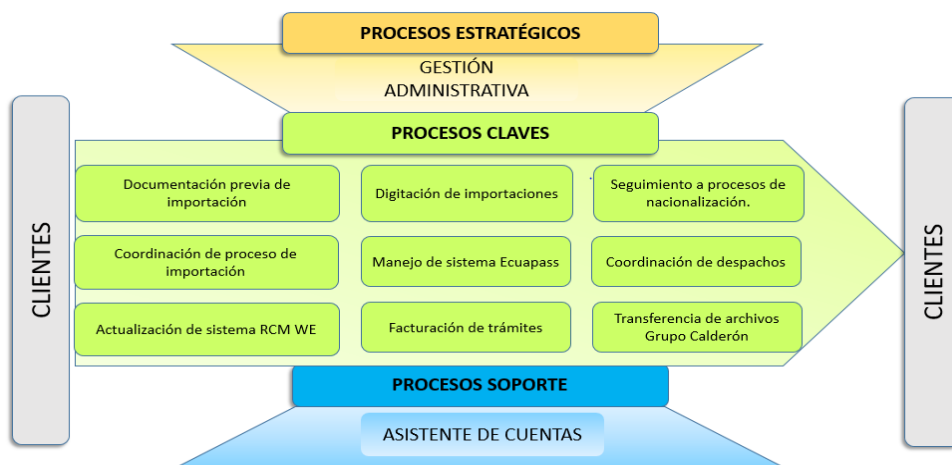 PROCESOS ESTRATÉGICOS
GESTIÓN
ADMINISTRATIVA
PROCESOS CLAVES
CLIENTES
Documentación previa de
importación
Digitación de importaciones
Seguimiento a procesos de
nacionalización.
Coordinación de proceso de
importación
Manejo de sistema Ecuapass
Coordinación de despachos
Actualización de sistema RCM WE
Facturación de trámites
Transferencia de archivos
Grupo Calderón
CLIENTES
PROCESOS SOPORTE
ASISTENTE DE CUENTAS